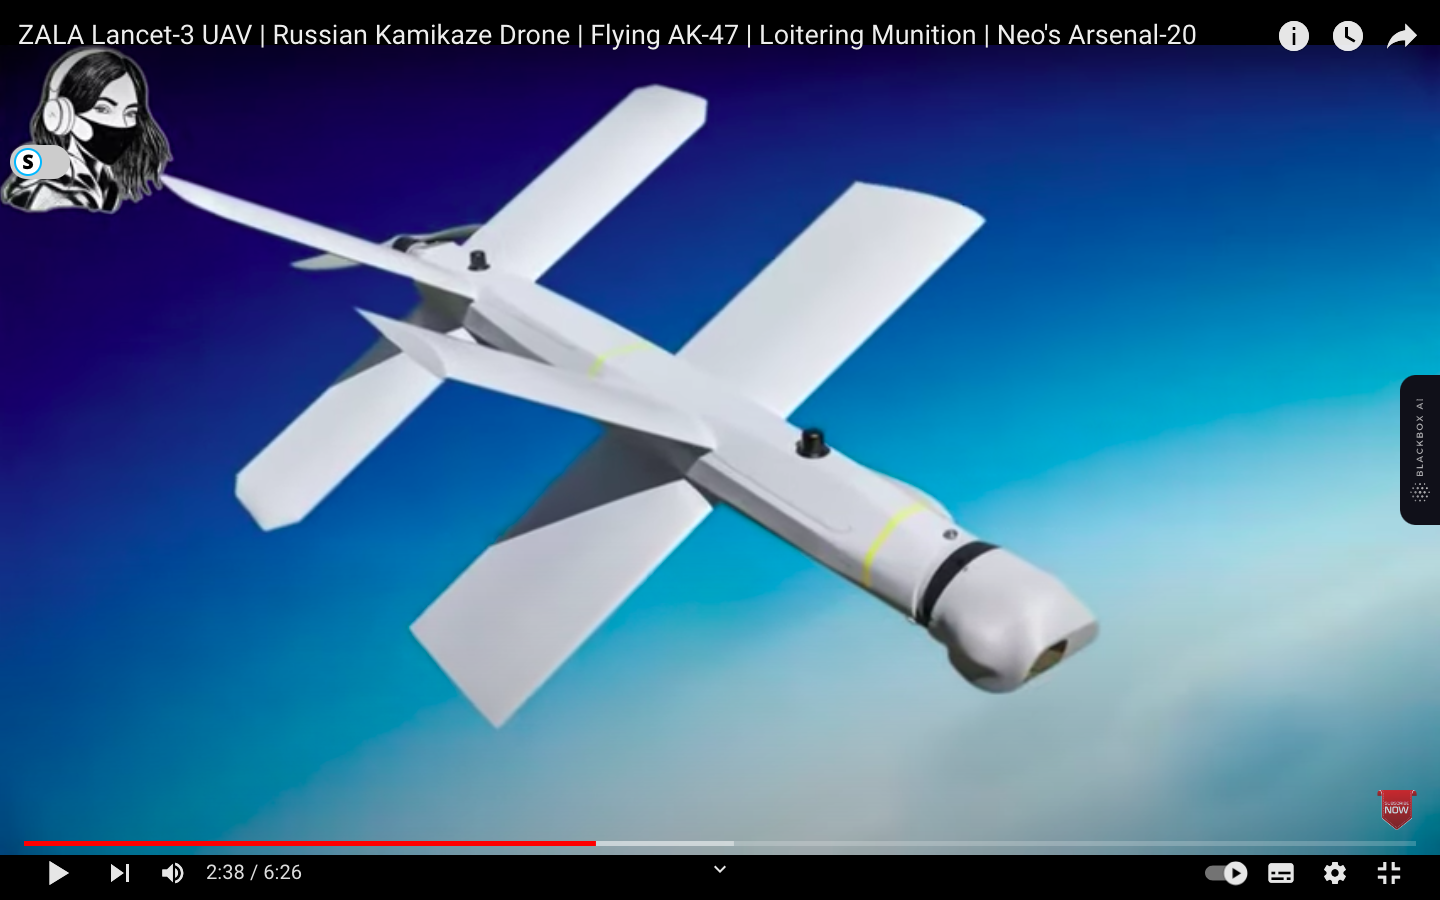 ZALA Lancet-3 UAV | Russian Kamikaze Drone | Flying AK-47 | Loitering Munition | Neo's Arsenal-20
S
BLACKBOX AI
SUBSCRIBE
NOW
2:38 / 6:26